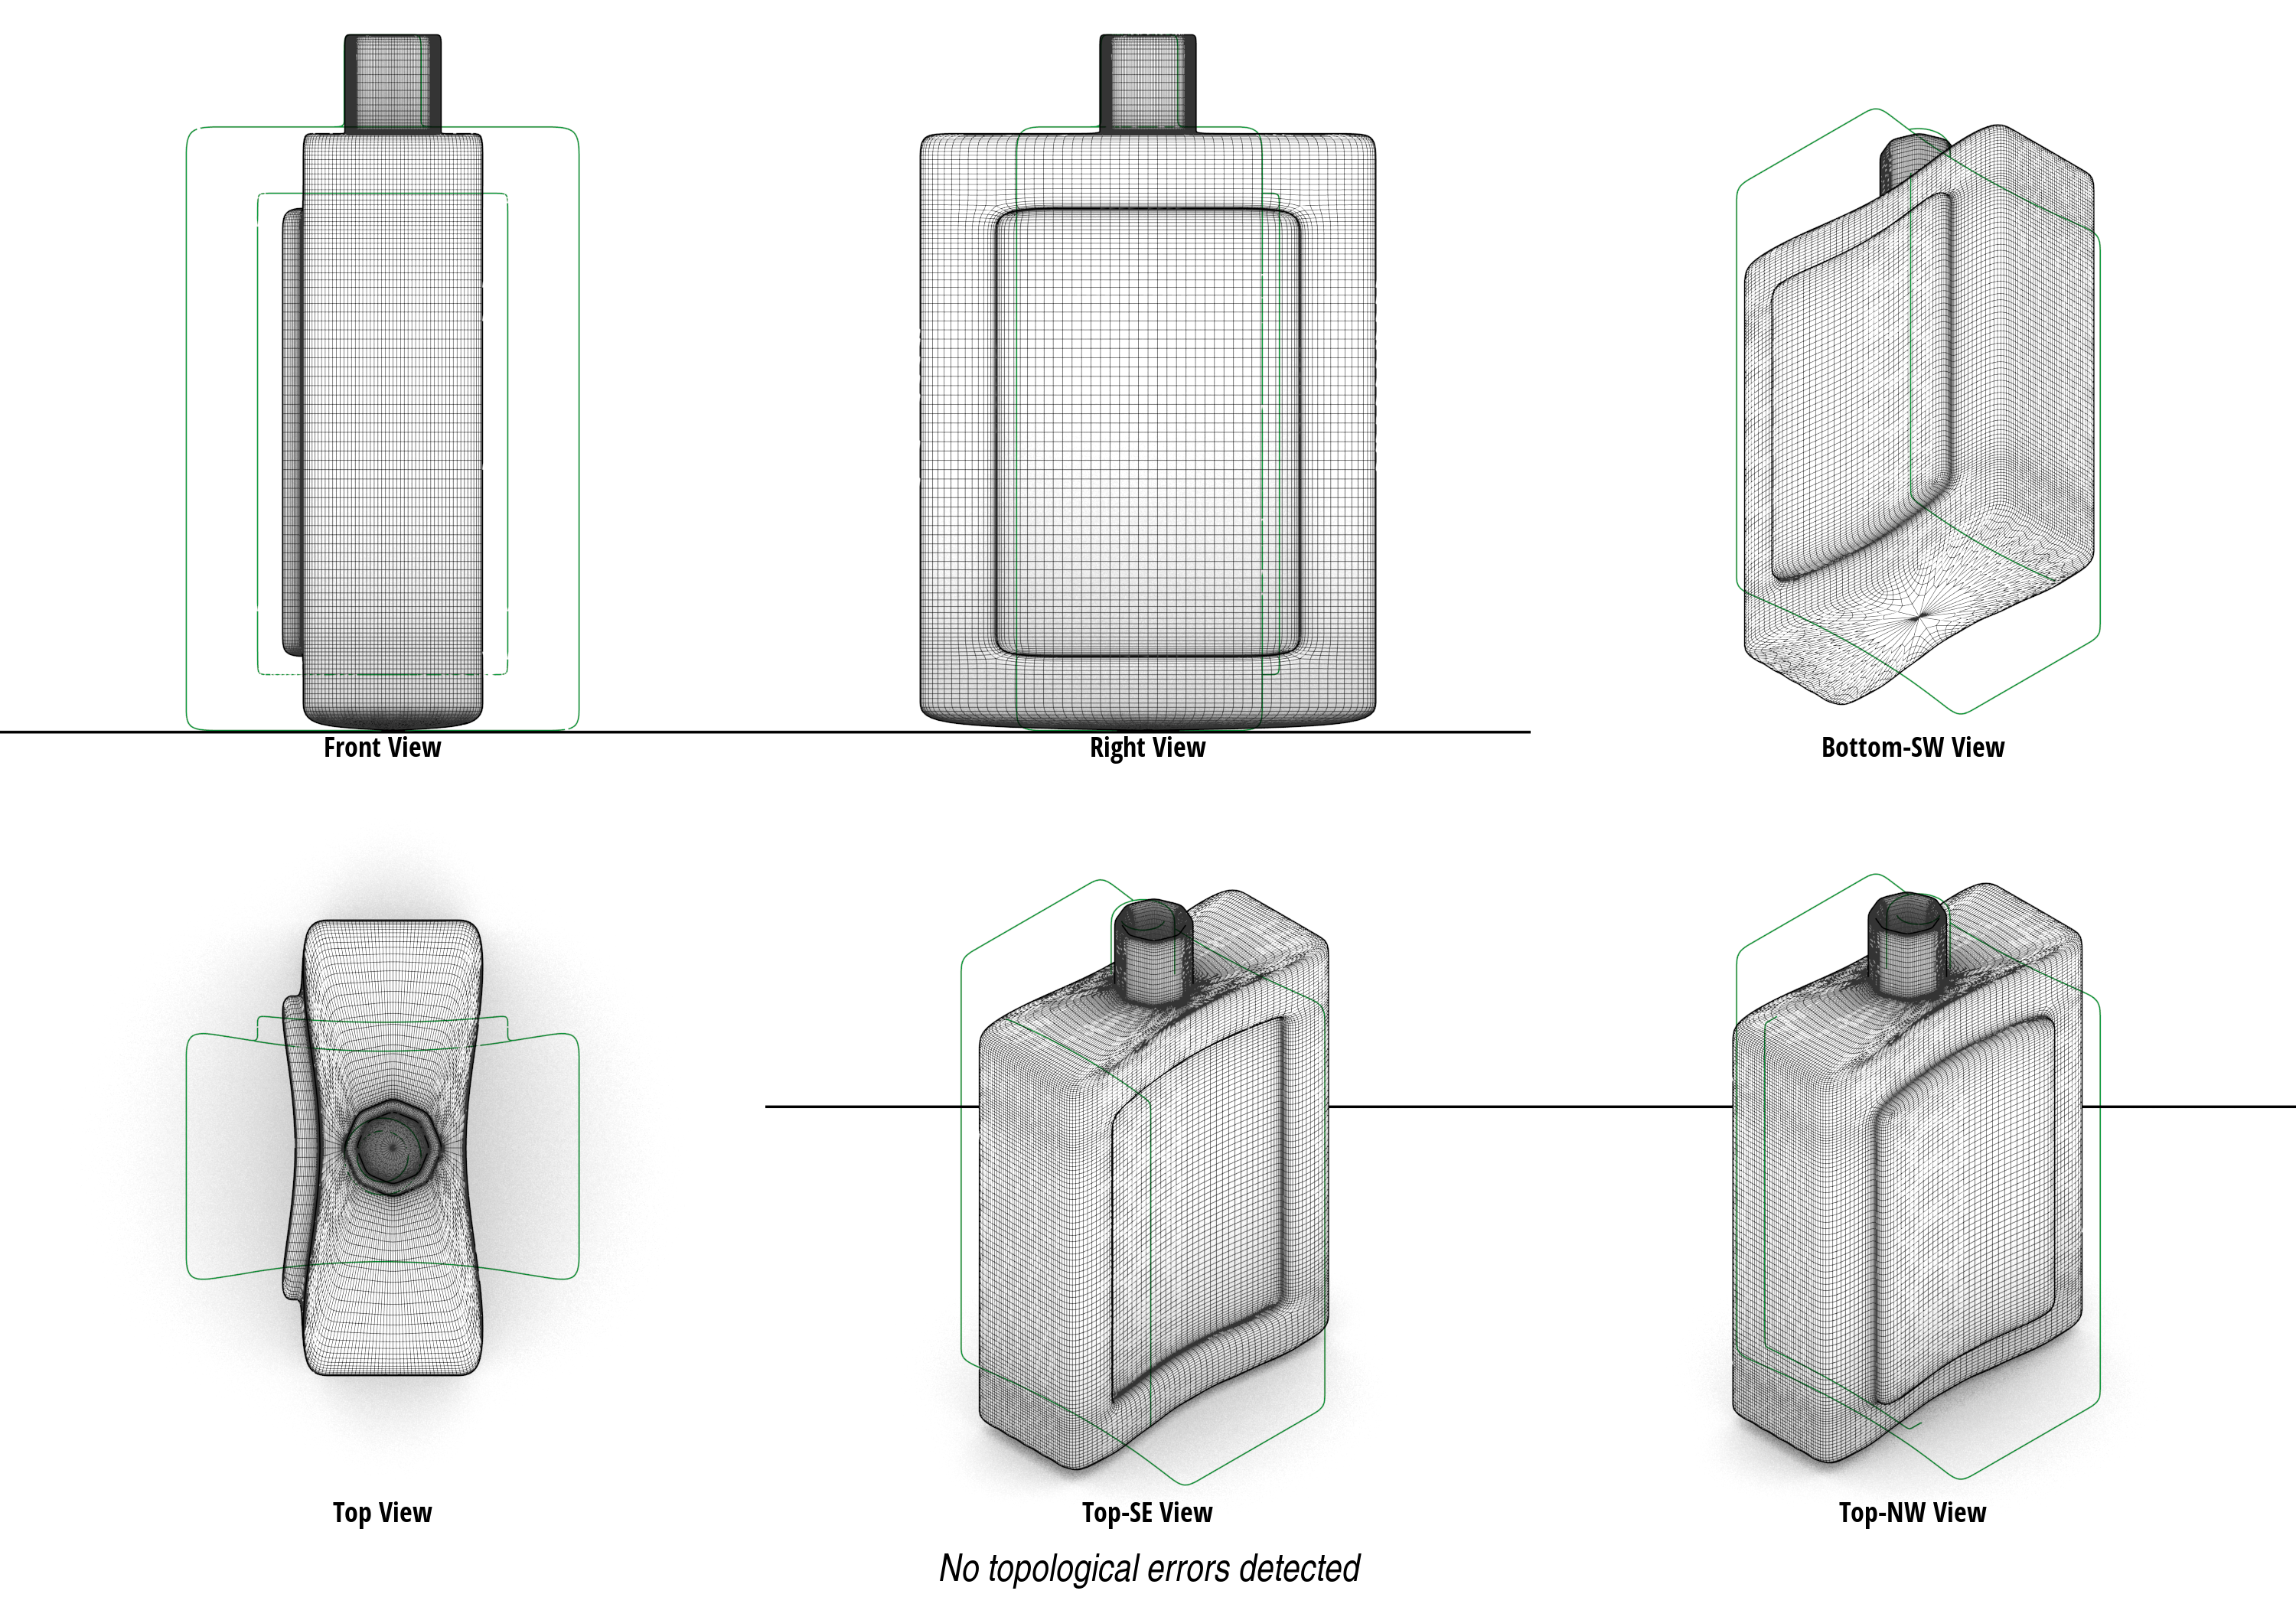 Front View
Right View
Bottom-SW View
Top View
Top-SE View
Top-NW View
No topological errors detected